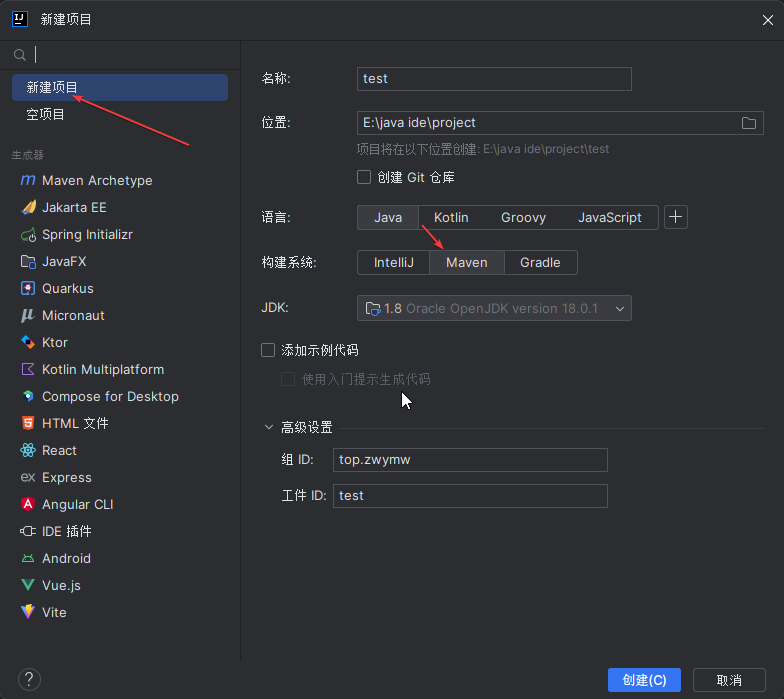 新建项目
新建项目
空项目
生成器
Maven Archetype
Jakarta EE
Spring Initializr
JavaFX
Quarkus
Micronaut
Ktor
Kotlin Multiplatform
Compose for Desktop
HTML 文件
React
Express
Angular CLI
IDE 插件
Android
Vue.js
Vite
名称: test
位置: E:\java ide\project
项目将在以下位置创建: E:\java ide\project\test
创建 Git 仓库
语言: Java Kotlin Groovy JavaScript
构建系统: IntelliJ Maven Gradle
JDK: 1.8 Oracle OpenJDK version 18.0.1
添加示例代码
使用入门提示生成代码
高级设置
组 ID: top.zwymw
工件 ID: test
? 创建(C) 取消